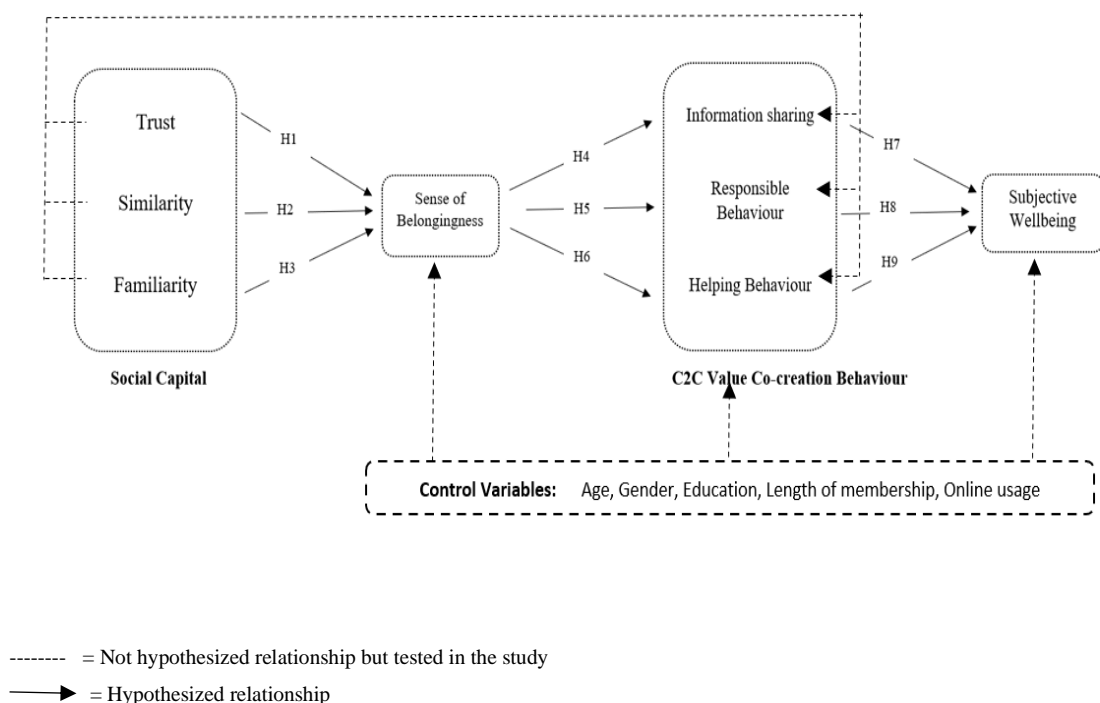 Trust
Similarity
Familiarity
Social Capital
H1
H2
H3
Sense of
Belongingness
H4
H5
H6
Information sharing
Responsible
Behaviour
Helping Behaviour
C2C Value Co-creation Behaviour
H7
H8
H9
Subjective
Wellbeing
Control Variables: Age, Gender, Education, Length of membership, Online usage
= Not hypothesized relationship but tested in the study
= Hypothesized relationship